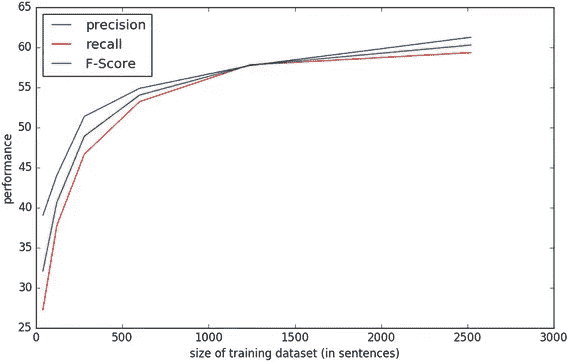 precision
recall
F-Score
performance
65
60
55
50
45
40
35
30
25
0 500 1000 1500 2000 2500 3000
size of training dataset (in sentences)